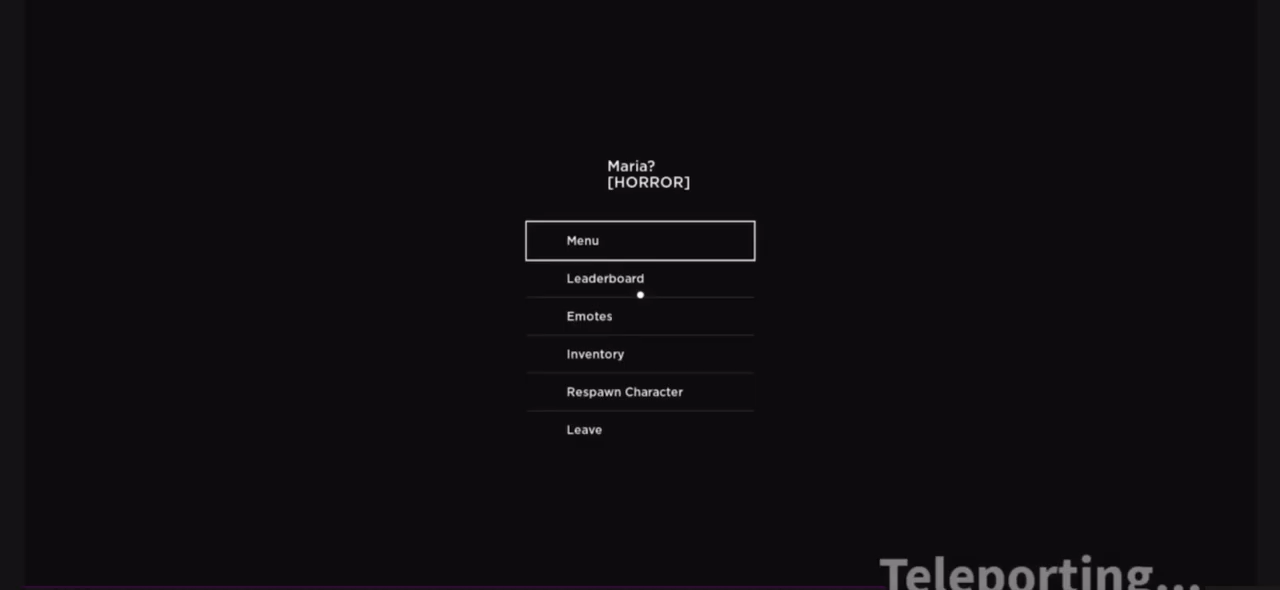 Maria?
[HORROR]
Menu
Leaderboard
Emotes
Inventory
Respawn Character
Leave
Teleporting...